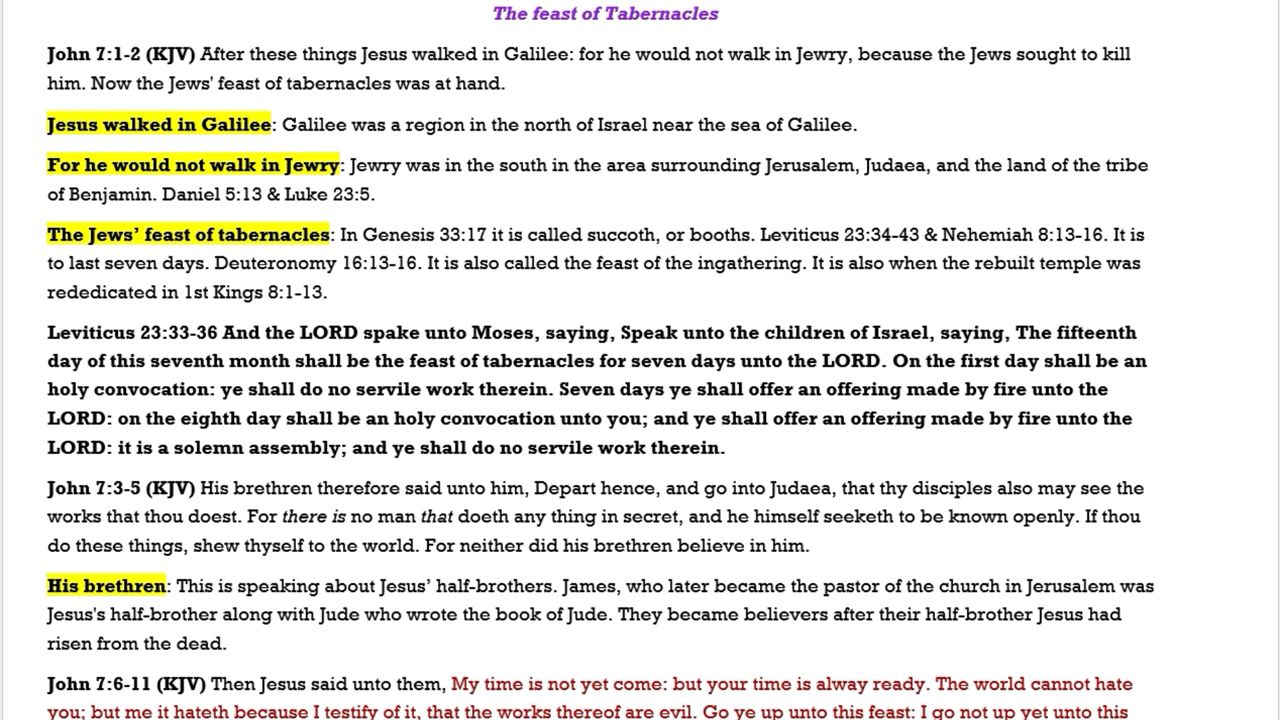 The feast of Tabernacles
John 7:1-2 (KJV) After these things Jesus walked in Galilee: for he would not walk in Jewry, because the Jews sought to kill
him. Now the Jews' feast of tabernacles was at hand.
Jesus walked in Galilee: Galilee was a region in the north of Israel near the sea of Galilee.
For he would not walk in Jewry: Jewry was in the south in the area surrounding Jerusalem, Judaea, and the land of the tribe
of Benjamin. Daniel 5:13 & Luke 23:5.
The Jews’ feast of tabernacles: In Genesis 33:17 it is called succoth, or booths. Leviticus 23:34-43 & Nehemiah 8:13-16. It is
to last seven days. Deuteronomy 16:13-16. It is also called the feast of the ingathering. It is also when the rebuilt temple was
rededicated in 1st Kings 8:1-13.
Leviticus 23:33-36 And the LORD spake unto Moses, saying, Speak unto the children of Israel, saying, The fifteenth
day of this seventh month shall be the feast of tabernacles for seven days unto the LORD. On the first day shall be an
holy convocation: ye shall do no servile work therein. Seven days ye shall offer an offering made by fire unto the
LORD: on the eighth day shall be an holy convocation unto you; and ye shall offer an offering made by fire unto the
LORD: it is a solemn assembly; and ye shall do no servile work therein.
John 7:3-5 (KJV) His brethren therefore said unto him, Depart hence, and go into Judaea, that thy disciples also may see the
works that thou doest. For there is no man that doeth any thing in secret, and he himself seeketh to be known openly. If thou
do these things, shew thyself to the world. For neither did his brethren believe in him.
His brethren: This is speaking about Jesus’ half-brothers. James, who later became the pastor of the church in Jerusalem was
Jesus's half-brother along with Jude who wrote the book of Jude. They became believers after their half-brother Jesus had
risen from the dead.
John 7:6-11 (KJV) Then Jesus said unto them, My time is not yet come: but your time is alway ready. The world cannot hate
you; but me it hateth because I testify of it, that the works thereof are evil. Go ye up unto this feast: I go not up yet unto this